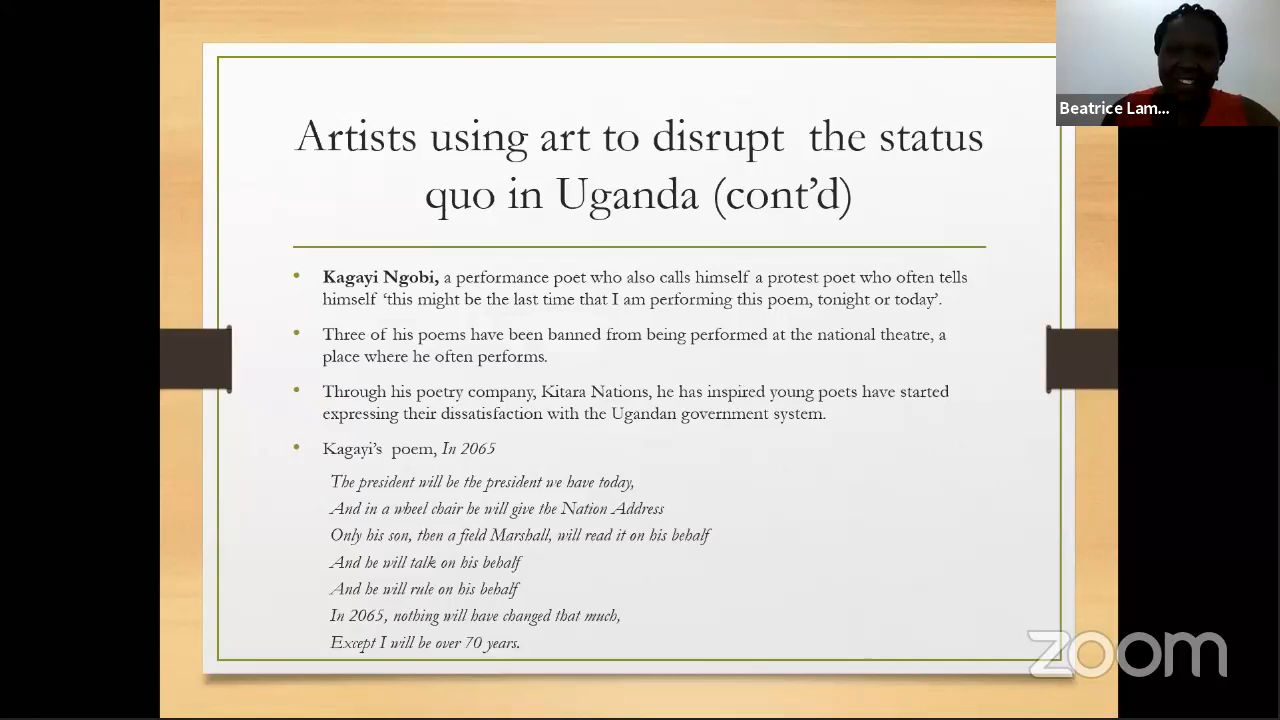 Artists using art to disrupt the status
quo in Uganda (cont’d)
• Kagayi Ngobi, a performance poet who also calls himself a protest poet who often tells
himself ‘this might be the last time that I am performing this poem, tonight or today’.
• Three of his poems have been banned from being performed at the national theatre, a
place where he often performs.
• Through his poetry company, Kitara Nations, he has inspired young poets have started
expressing their dissatisfaction with the Ugandan government system.
• Kagayi’s poem, In 2065
The president will be the president we have today,
And in a wheel chair he will give the Nation Address
Only his son, then a field Marshall, will read it on his behalf
And he will talk on his behalf
And he will rule on his behalf
In 2065, nothing will have changed that much,
Except I will be over 70 years.
Beatrice Lam...
zoom